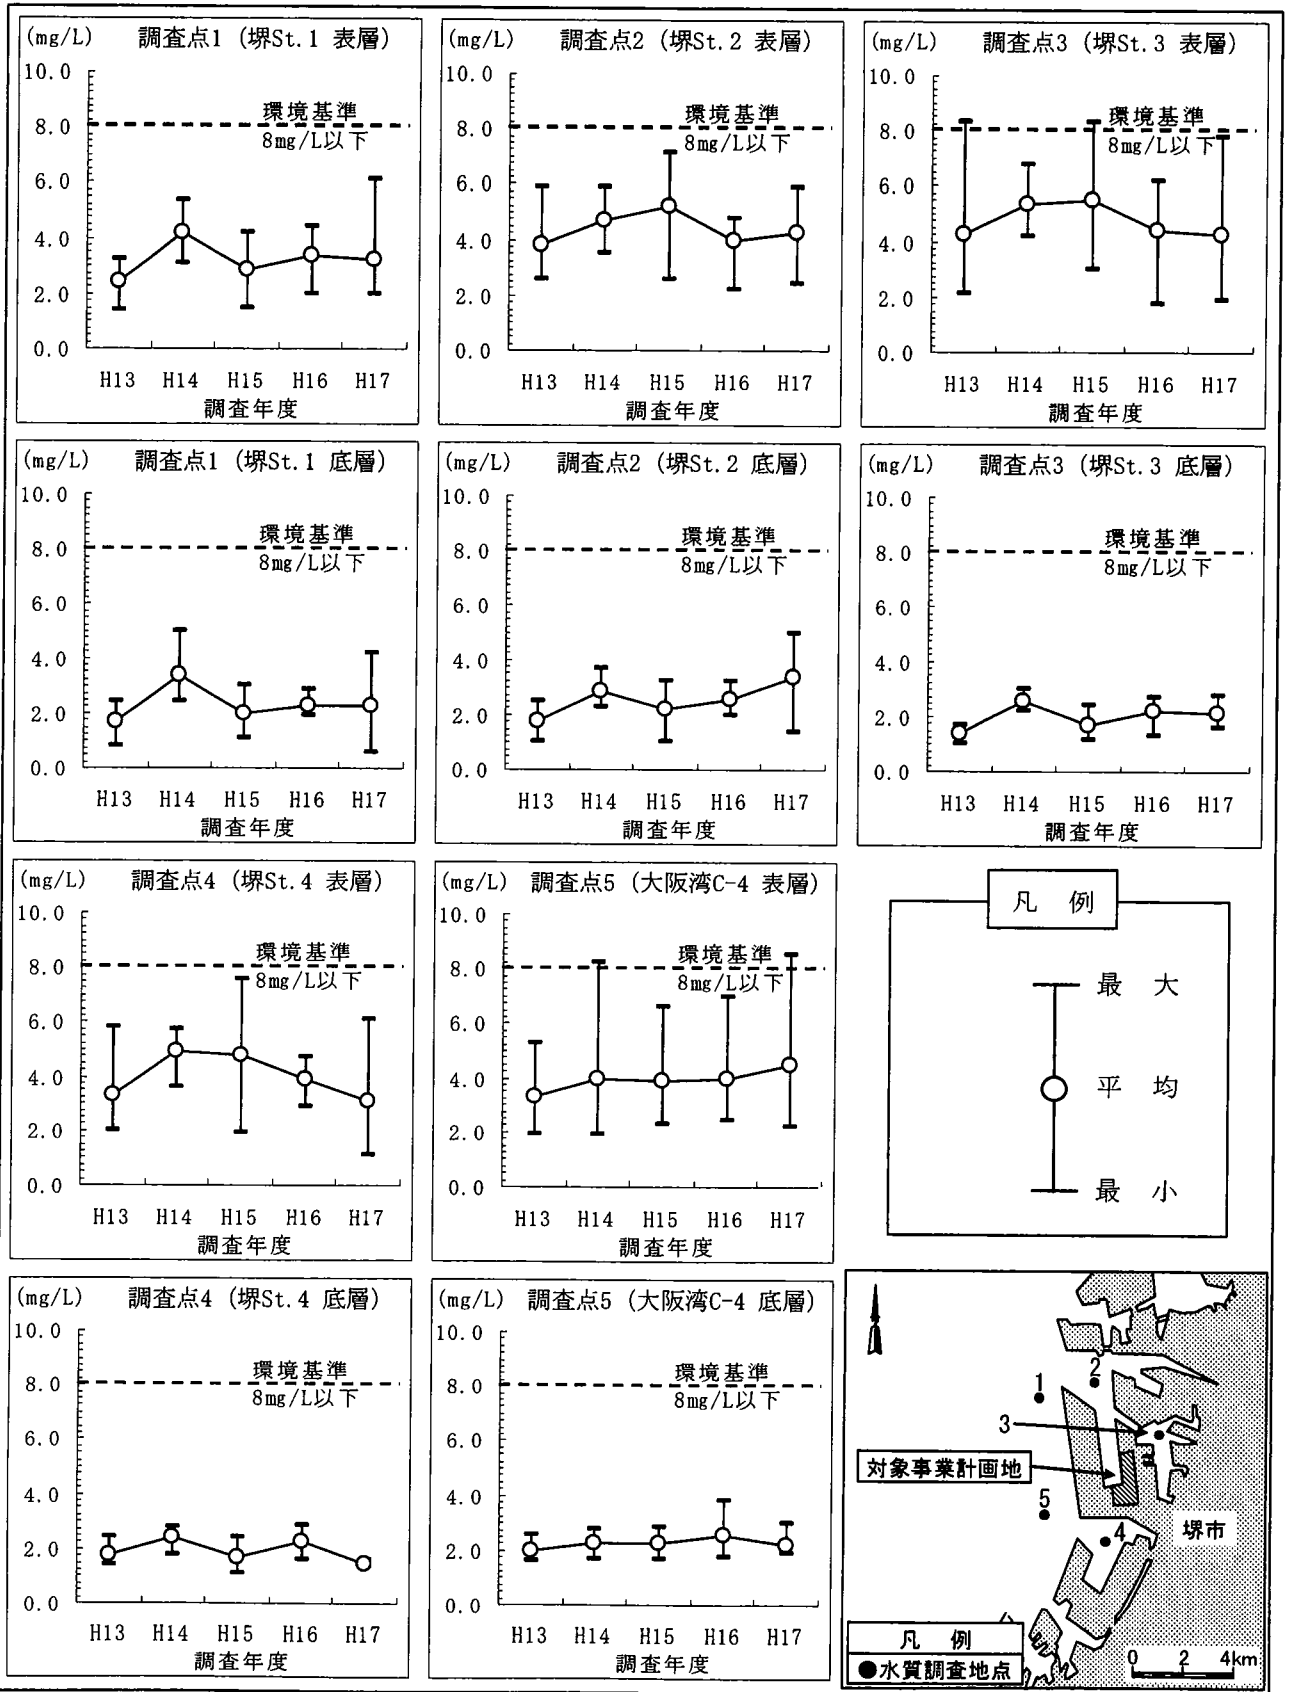 (mg/L) 調査点1 (堺St.1 表層)
10.0
環境基準
8.0
8mg/L以下
6.0
4.0
2.0
0.0
H13 H14 H15 H16 H17
調査年度
(mg/L) 調査点2 (堺St.2 表層)
10.0
環境基準
8.0
8mg/L以下
6.0
4.0
2.0
0.0
H13 H14 H15 H16 H17
調査年度
(mg/L) 調査点3 (堺St.3 表層)
10.0
環境基準
8.0
8mg/L以下
6.0
4.0
2.0
0.0
H13 H14 H15 H16 H17
調査年度
(mg/L) 調査点1 (堺St.1 底層)
10.0
環境基準
8.0
8mg/L以下
6.0
4.0
2.0
0.0
H13 H14 H15 H16 H17
調査年度
(mg/L) 調査点2 (堺St.2 底層)
10.0
環境基準
8.0
8mg/L以下
6.0
4.0
2.0
0.0
H13 H14 H15 H16 H17
調査年度
(mg/L) 調査点3 (堺St.3 底層)
10.0
環境基準
8.0
8mg/L以下
6.0
4.0
2.0
0.0
H13 H14 H15 H16 H17
調査年度
(mg/L) 調査点4 (堺St.4 表層)
10.0
環境基準
8.0
8mg/L以下
6.0
4.0
2.0
0.0
H13 H14 H15 H16 H17
調査年度
(mg/L) 調査点5 (大阪湾C-4 表層)
10.0
環境基準
8.0
8mg/L以下
6.0
4.0
2.0
0.0
H13 H14 H15 H16 H17
調査年度
凡 例
最 大
平 均
最 小
(mg/L) 調査点4 (堺St.4 底層)
10.0
環境基準
8.0
8mg/L以下
6.0
4.0
2.0
0.0
H13 H14 H15 H16 H17
調査年度
(mg/L) 調査点5 (大阪湾C-4 底層)
10.0
環境基準
8.0
8mg/L以下
6.0
4.0
2.0
0.0
H13 H14 H15 H16 H17
調査年度
2
1
3
対象事業計画地
5
4
堺市
凡 例
●水質調査地点
0 2 4km